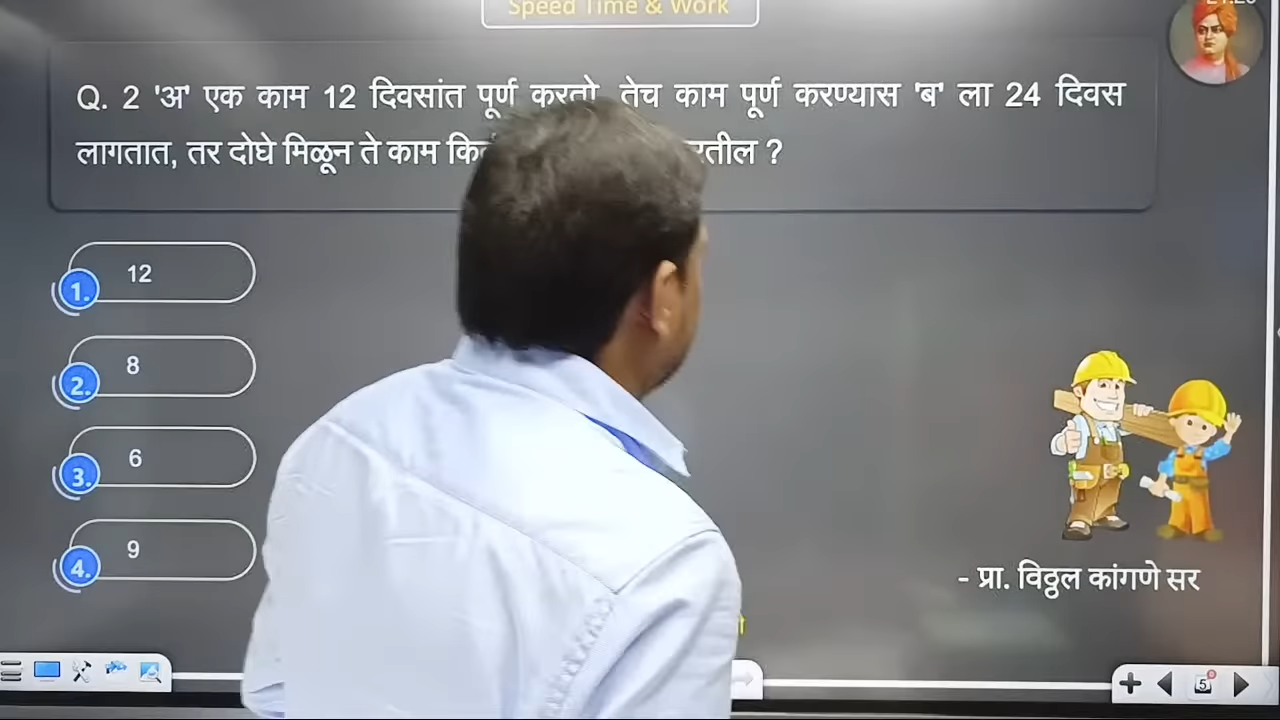 Speed Time & Work
Q. 2 'अ' एक काम 12 दिवसांत पूर्ण करतो, तेच काम पूर्ण करण्यास 'ब' ला 24 दिवस
लागतात, तर दोघे मिळून ते काम
?
1. 12
2. 8
3. 6
4. 9
- प्रा. विठ्ठल कांगणे सर
5